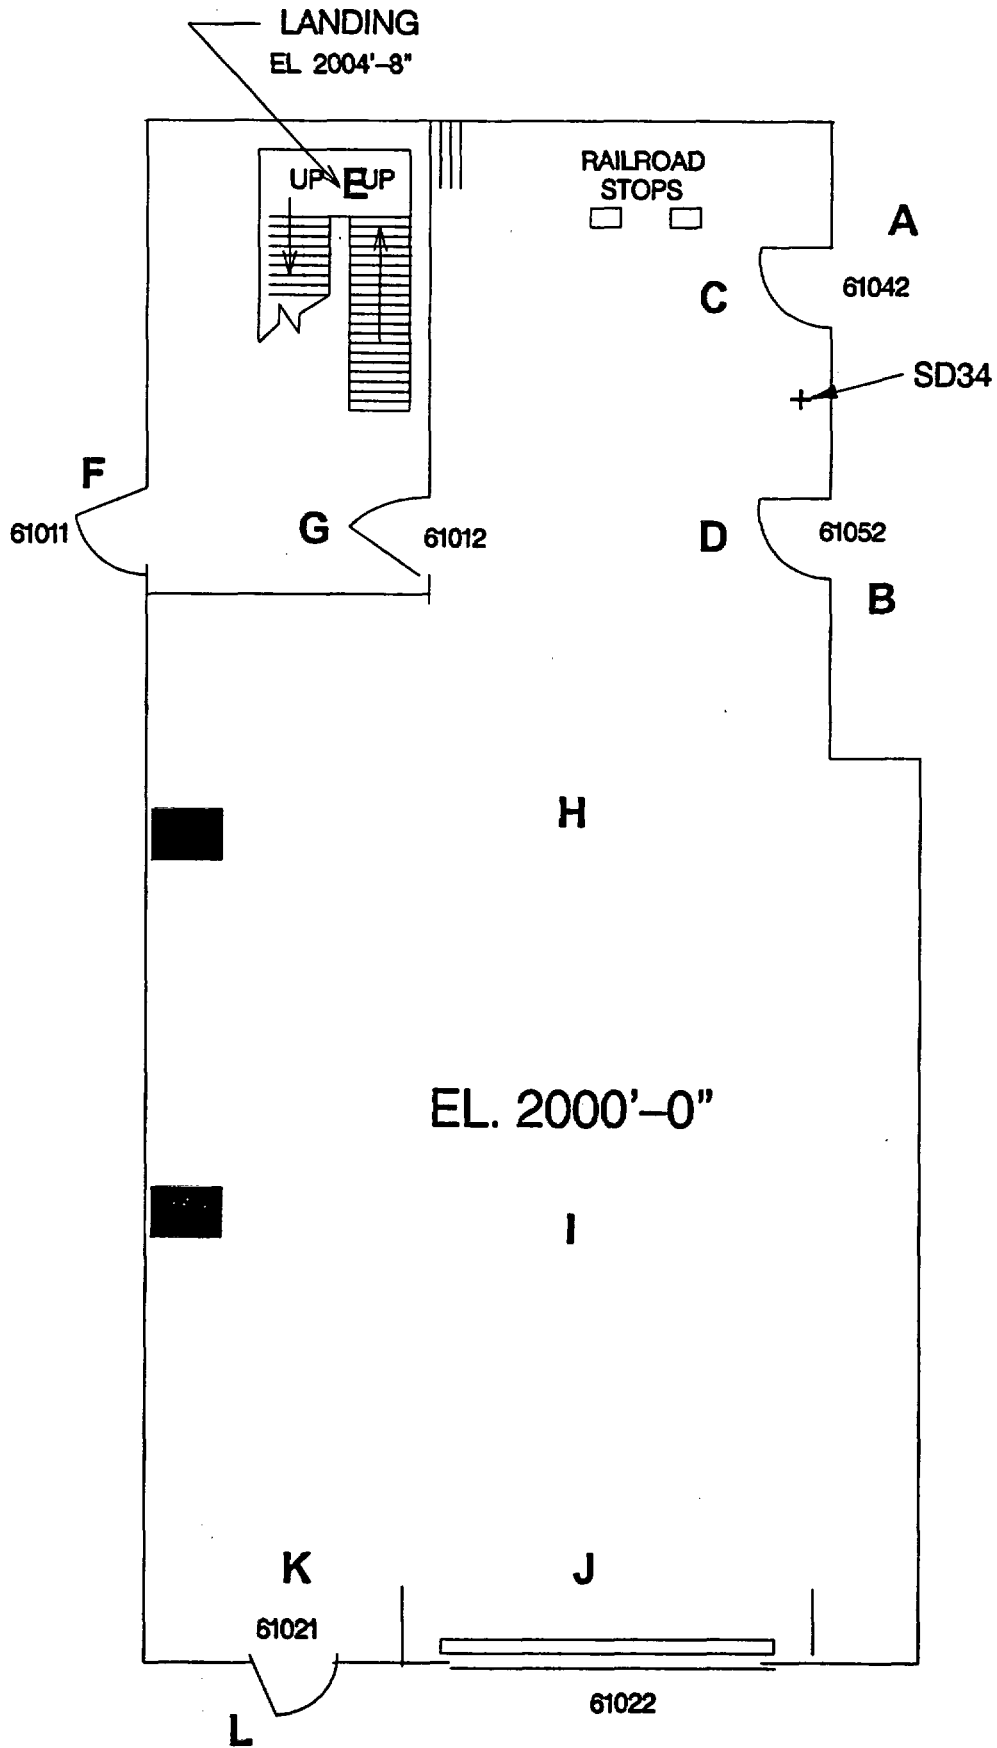 LANDING
EL 2004'-8"
RAILROAD
STOPS
UP E UP
A
C
61042
SD34
F
61011
G
61012
D
61052
B
H
EL. 2000'-0"
I
K
J
61021
61022
L